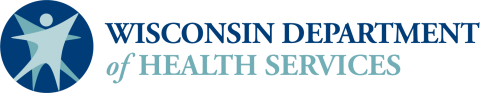 WISCONSIN DEPARTMENT
of HEALTH SERVICES